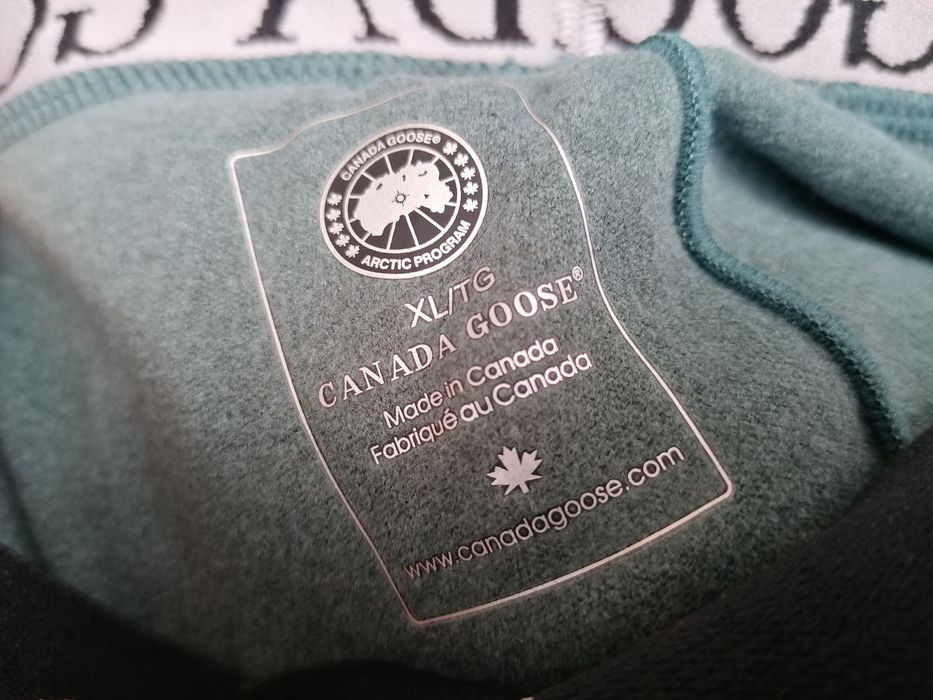 CANADA GOOSE®
ARCTIC PROGRAM
XL/TG
CANADA GOOSE®
Made in Canada
Fabriqué au Canada
www.canadagoose.com